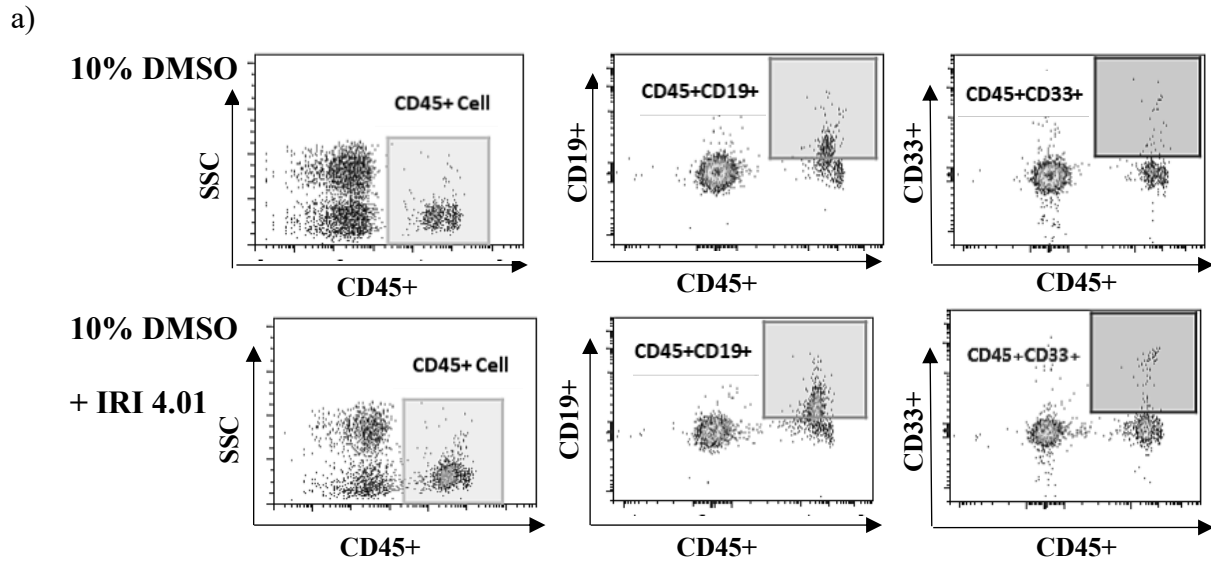 a)
10% DMSO
SSC
CD45+ Cell
CD45+
CD19+
CD45+CD19+
CD45+
CD33+
CD45+CD33+
CD45+
10% DMSO
+ IRI 4.01
SSC
CD45+ Cell
CD45+
CD19+
CD45+CD19+
CD45+
CD33+
CD45+CD33+
CD45+